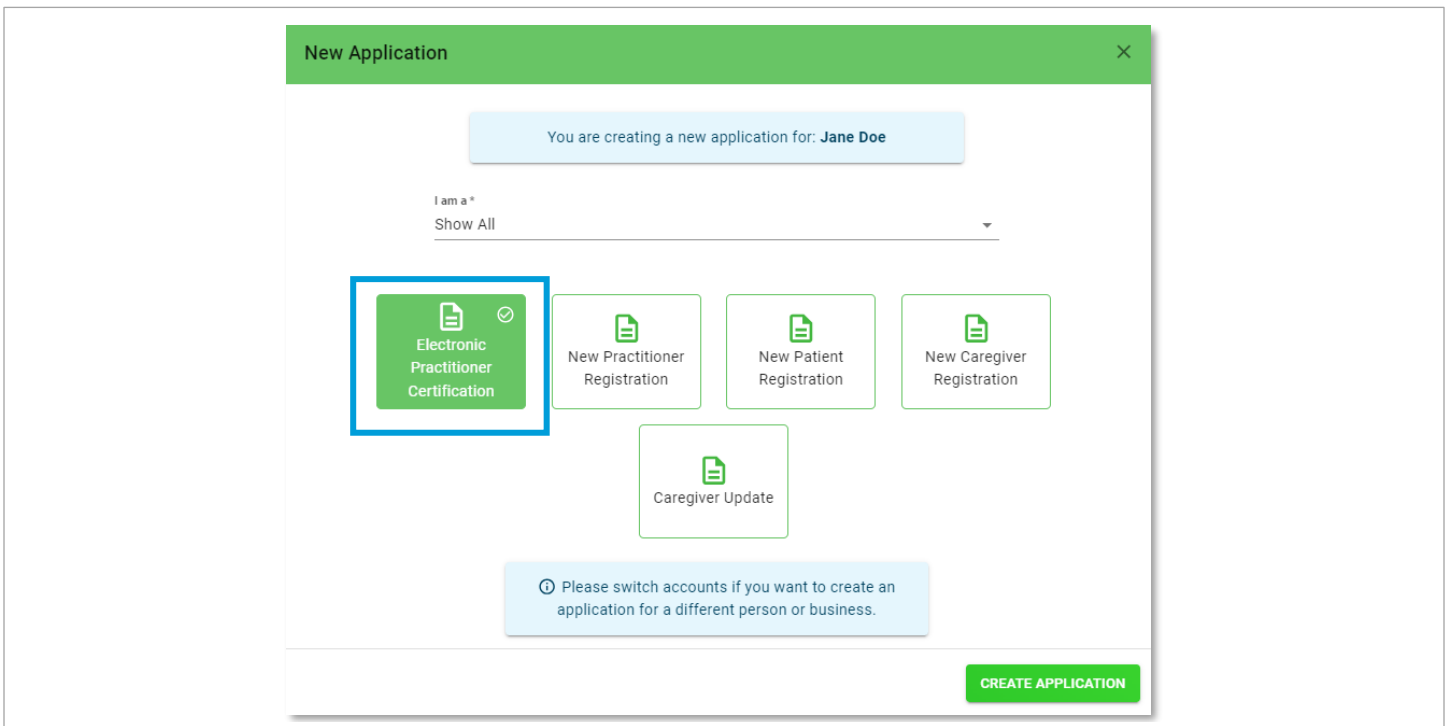 New Application
You are creating a new application for: Jane Doe
I am a *
Show All
Electronic
Practitioner
Certification
New Practitioner
Registration
New Patient
Registration
New Caregiver
Registration
Caregiver Update
Please switch accounts if you want to create an
application for a different person or business.
CREATE APPLICATION